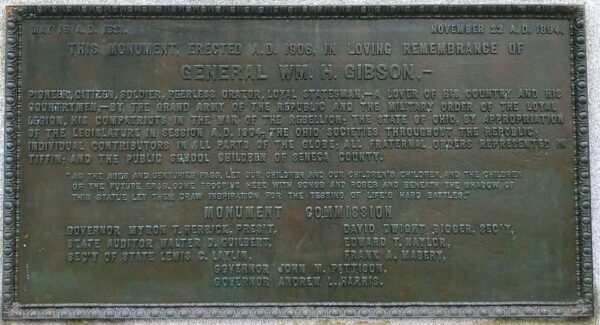 MAY 16 A.D. 1821. NOVEMBER 22 A.D. 1894.
THIS MONUMENT, ERECTED A.D. 1906, IN LOVING REMEMBRANCE OF
GENERAL WM. H. GIBSON,-
PIONEER, CITIZEN, SOLDIER, PEERLESS ORATOR, LOYAL STATESMAN,-A LOVER OF HIS COUNTRY AND HIS
COUNTRYMEN,-BY THE GRAND ARMY OF THE REPUBLIC AND THE MILITARY ORDER OF THE LOYAL
LEGION, HIS COMPATRIOTS IN THE WAR OF THE REBELLION; THE STATE OF OHIO, BY APPROPRIATION
OF THE LEGISLATURE IN SESSION A.D. 1904; THE OHIO SOCIETIES THROUGHOUT THE REPUBLIC;
INDIVIDUAL CONTRIBUTORS IN ALL PARTS OF THE GLOBE; ALL FRATERNAL ORDERS REPRESENTED IN
TIFFIN; AND THE PUBLIC SCHOOL CHILDREN OF SENECA COUNTY.
"AS THE AGES AND CENTURIES PASS, LET OUR CHILDREN AND OUR CHILDREN'S CHILDREN, AND THE CHILDREN
OF THE FUTURE ERAS, COME TROOPING HERE WITH SONGS AND ROSES AND BENEATH THE SHADOW OF
THIS STATUE LET THEM DRAW INSPIRATION FOR THE TESTING OF LIFE'S HARD BATTLES."
MONUMENT COMMISSION
GOVERNOR MYRON T. HERRICK, PRES'T, DAVID DWIGHT BIGGER, SEC'Y,
STATE AUDITOR WALTER D. GUILBERT, EDWARD T. NAYLOR,
SEC'Y OF STATE LEWIS C. LAYLIN, FRANK A. MABERY,
GOVERNOR JOHN M. PATTISON,
GOVERNOR ANDREW L. HARRIS.